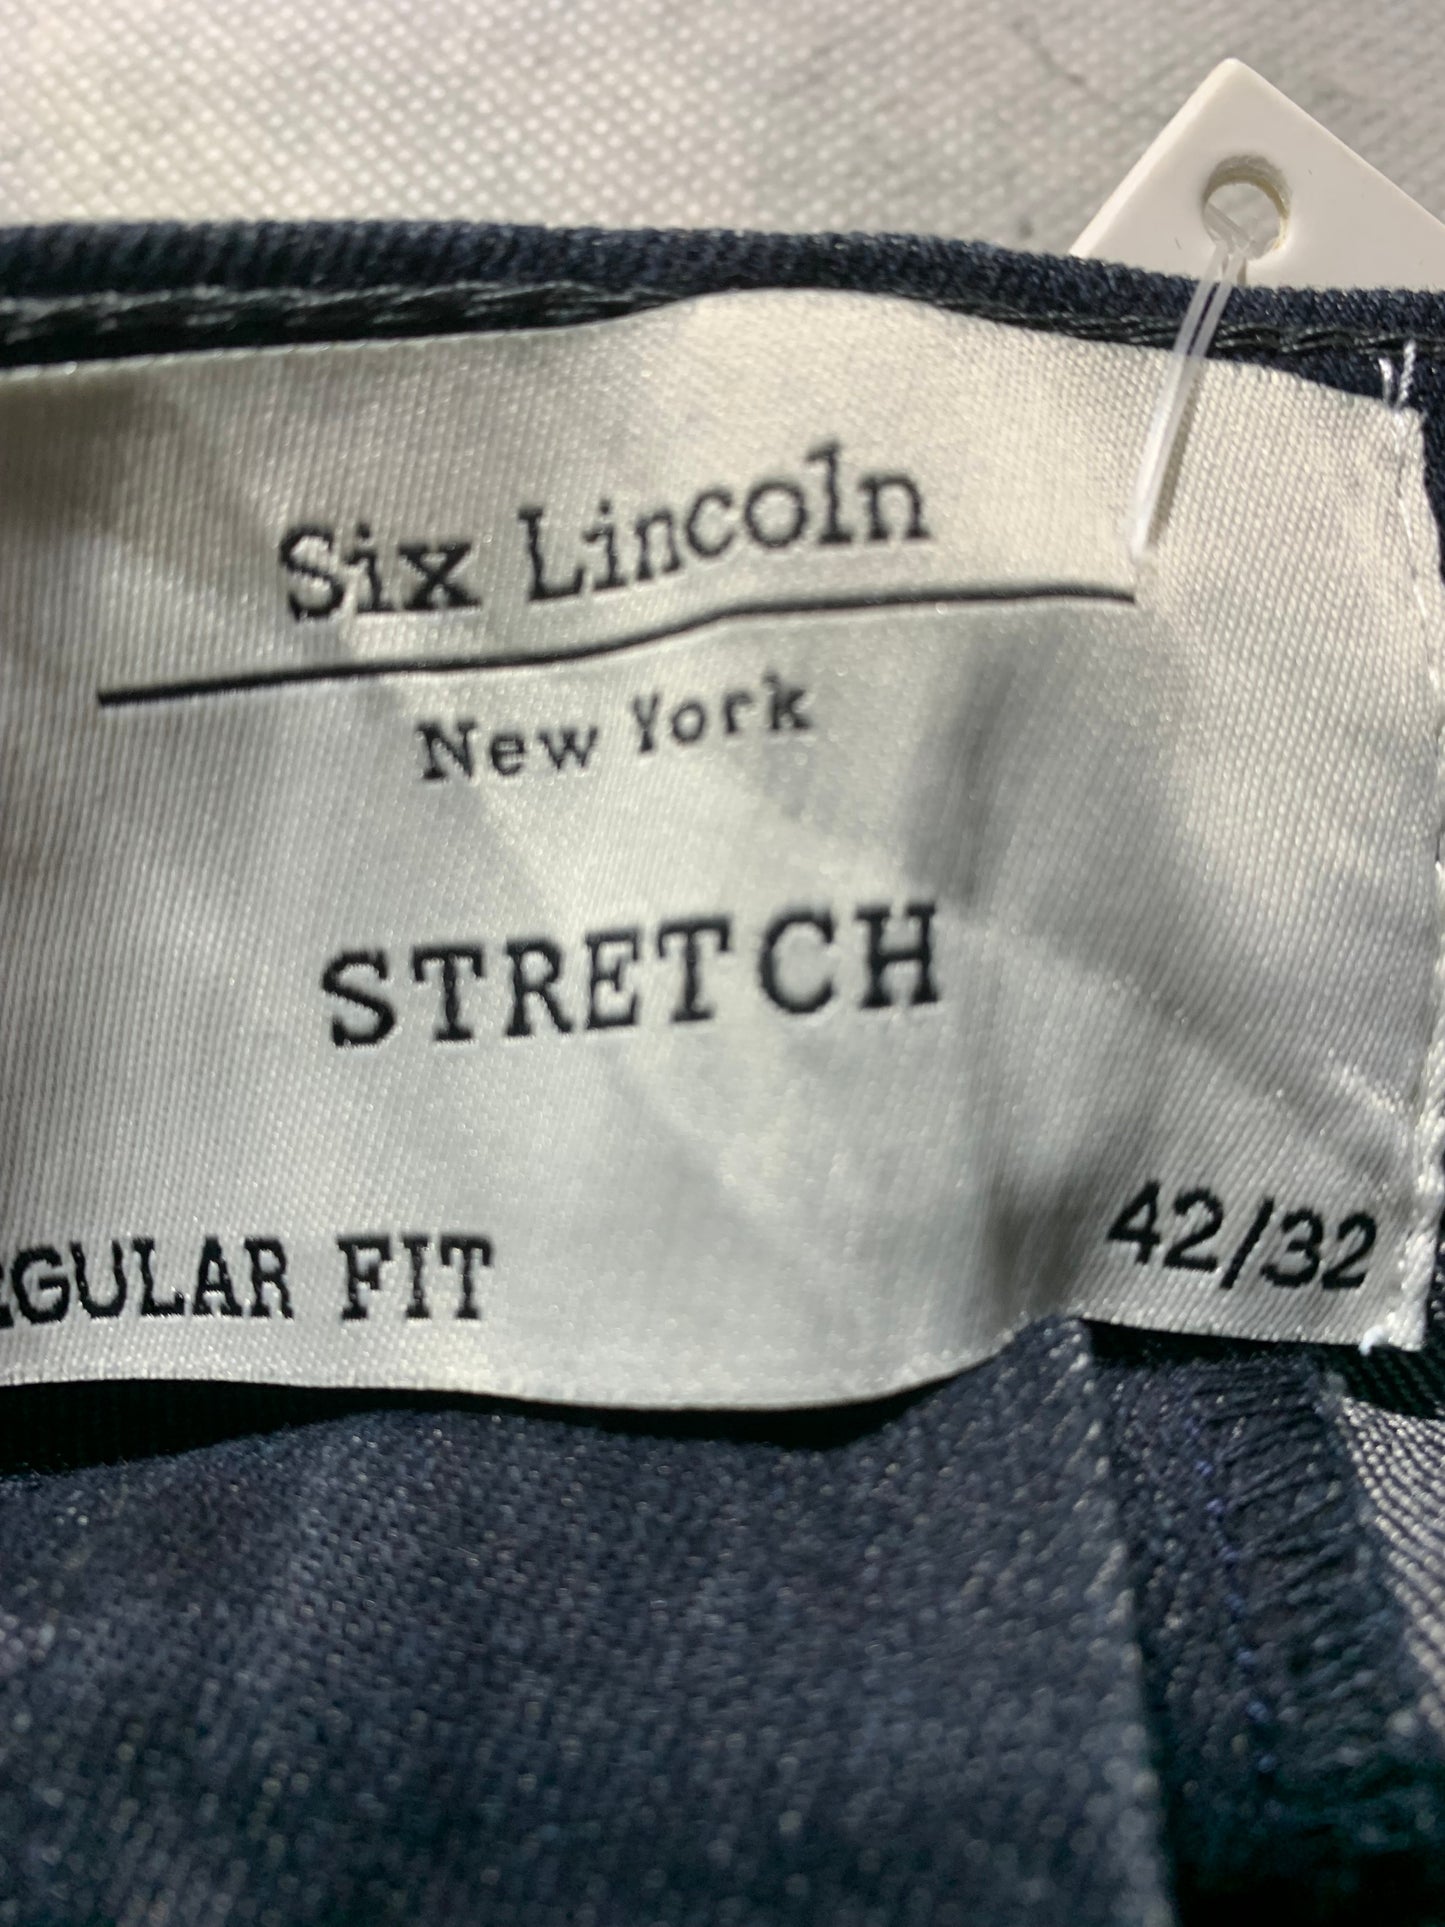 Six Lincoln
New York
STRETCH
GULAR FIT
42/32